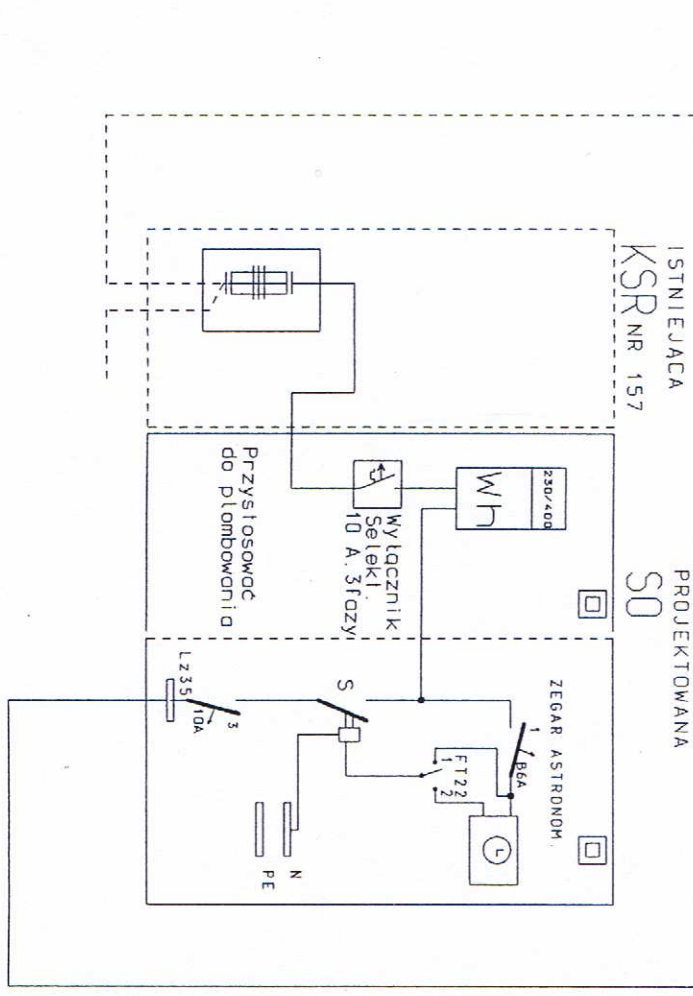 ISTNIEJĄCA
KSR NR 157
PROJEKTOWANA
SO
230/400
Wh
Wyłącznik
Selekt.
10 A. 3fazy
Przystosować
do plombowania
ZEGAR ASTRONOM.
1
B6A
L
FT22
1 2
S
3
10A
Lz35
N
PE